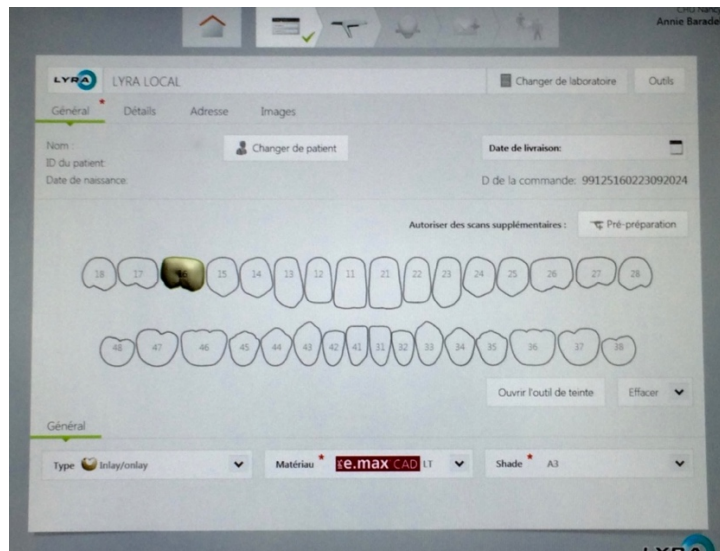 CHU Nancy
Annie Barade
LYRA LYRA LOCAL Changer de laboratoire Outils
Général * Détails Adresse Images
Nom : Changer de patient Date de livraison:
ID du patient:
Date de naissance: D de la commande: 99125160223092024
Autoriser des scans supplémentaires : Pré-préparation
18 17 16 15 14 13 12 11 21 22 23 24 25 26 27 28
48 47 46 45 44 43 42 41 31 32 33 34 35 36 37 38
Ouvrir l'outil de teinte Effacer
Général
Type Inlay/onlay Matériau * e.max CAD LT Shade * A3
LYRA